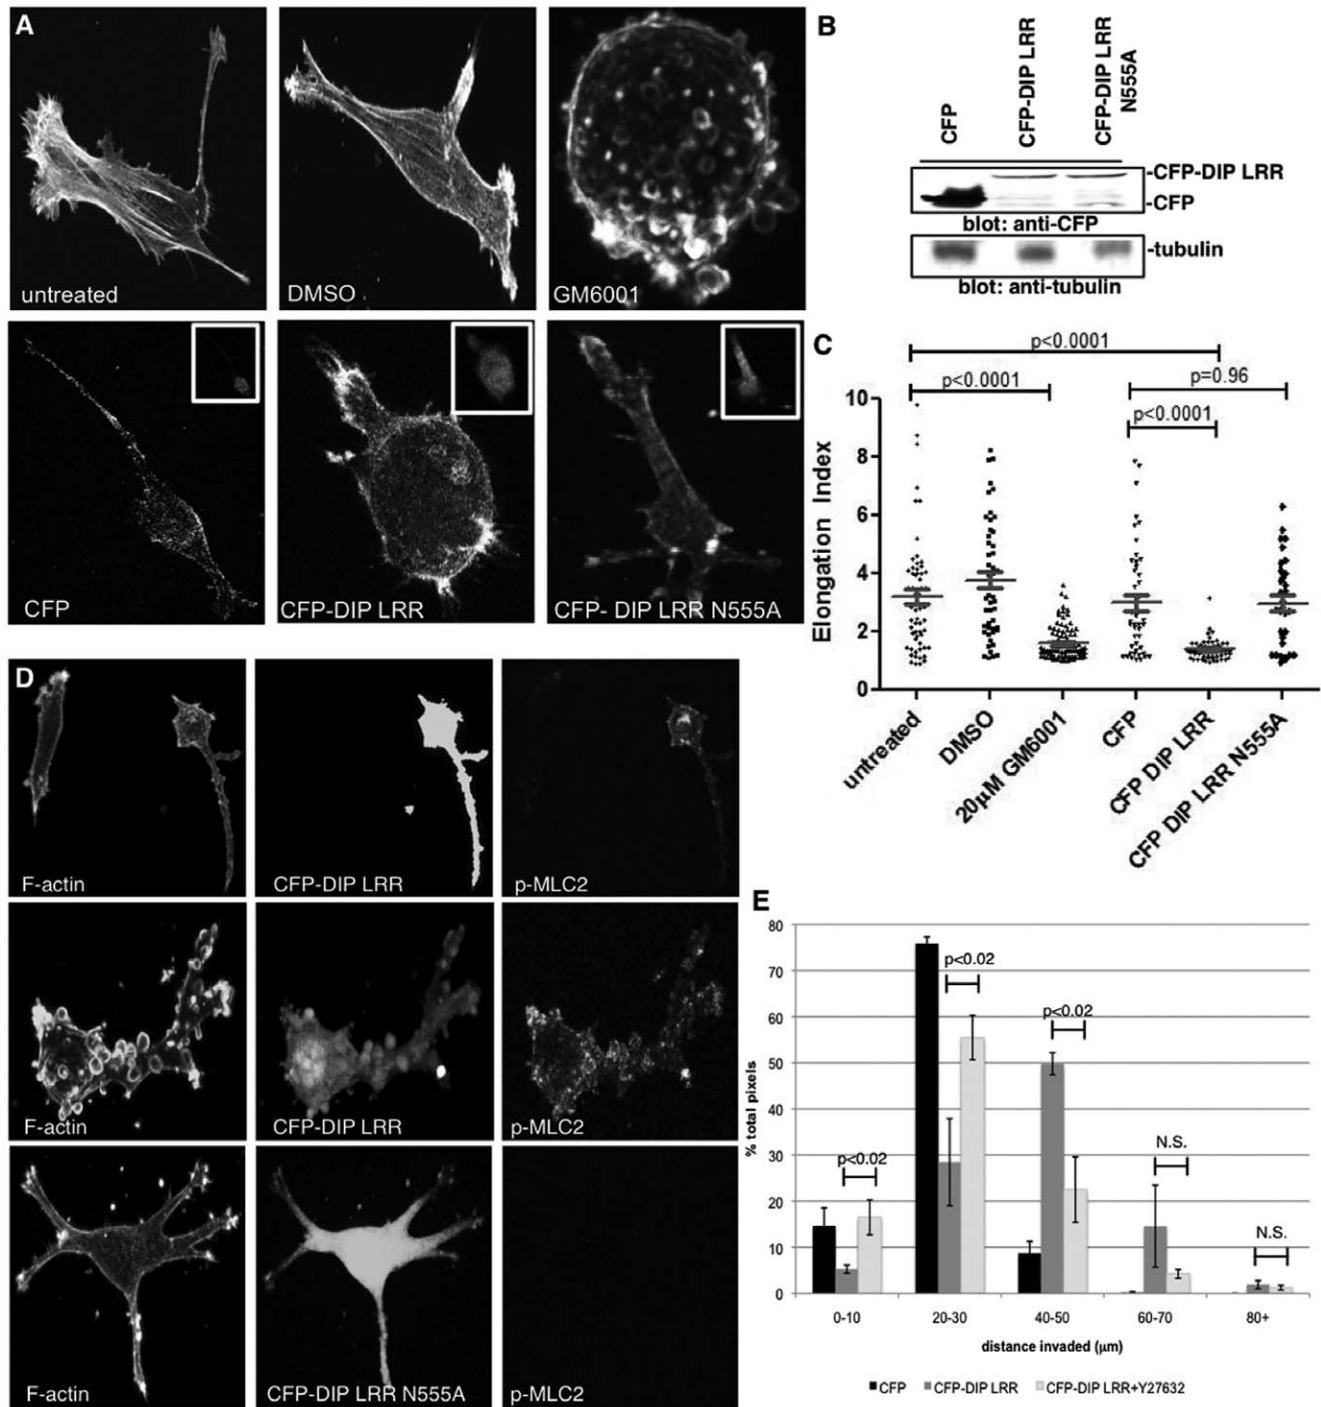 A
untreated
DMSO
GM6001
CFP
CFP-DIP LRR
CFP- DIP LRR N555A
B
CFP
CFP-DIP LRR
CFP-DIP LRR
N555A
-CFP-DIP LRR
-CFP
blot: anti-CFP
-tubulin
blot: anti-tubulin
C
p<0.0001
p<0.0001
p=0.96
p<0.0001
Elongation Index
10
8
6
4
2
0
untreated
DMSO
20µM GM6001
CFP
CFP DIP LRR
CFP DIP LRR N555A
D
F-actin
CFP-DIP LRR
p-MLC2
F-actin
CFP-DIP LRR
p-MLC2
F-actin
CFP-DIP LRR N555A
p-MLC2
E
% total pixels
80
70
60
50
40
30
20
10
0
p<0.02
p<0.02
p<0.02
N.S.
N.S.
0-10
20-30
40-50
60-70
80+
distance invaded (µm)
CFP
CFP-DIP LRR
CFP-DIP LRR+Y27632